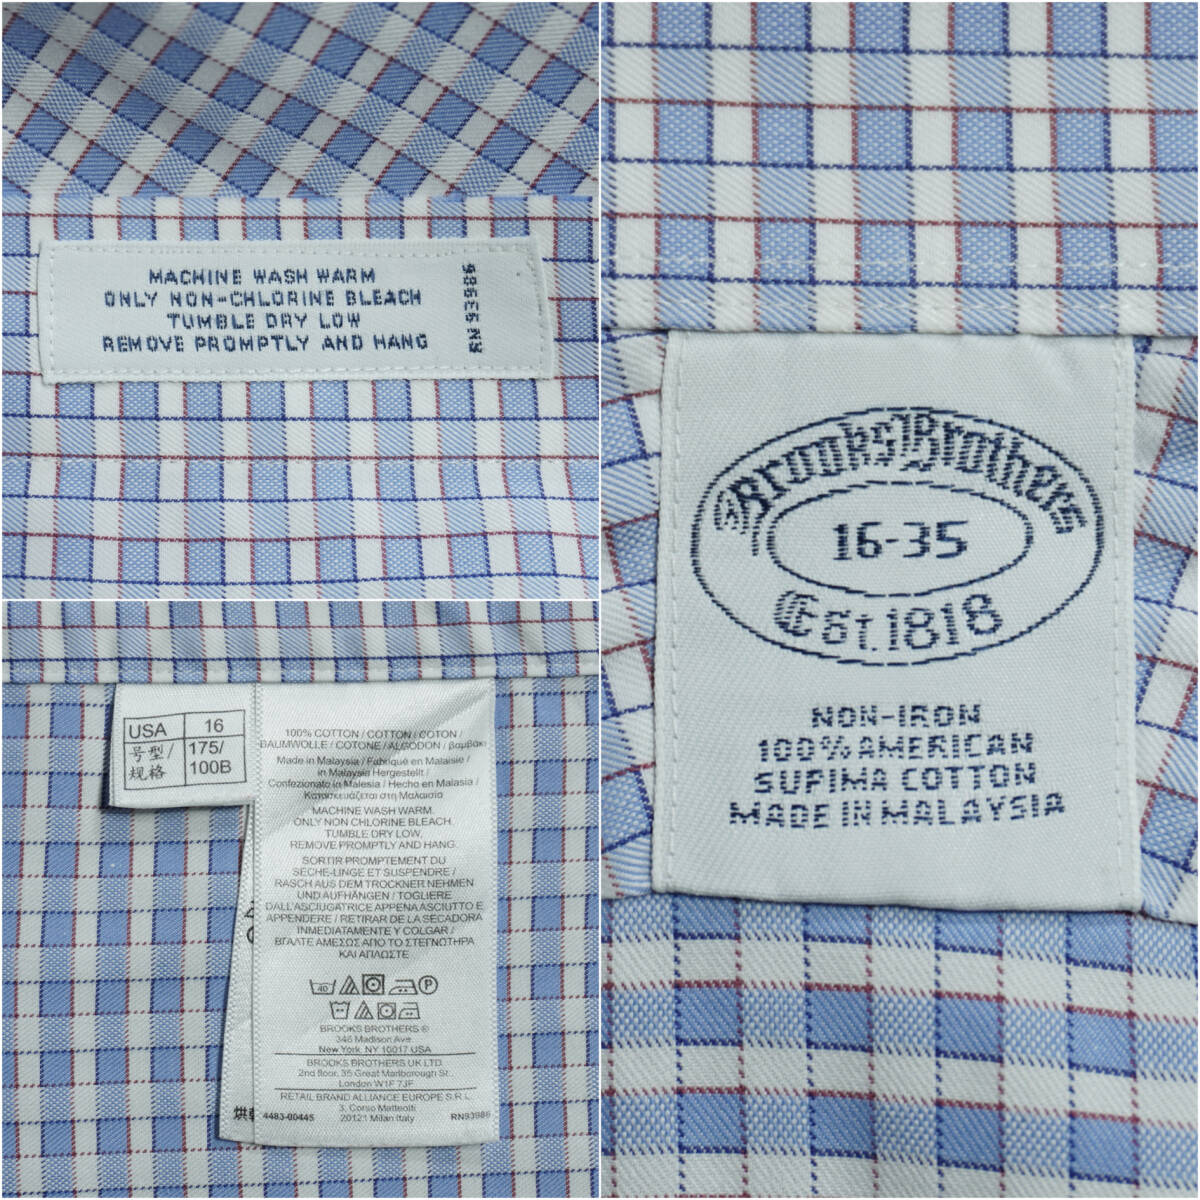 MACHINE WASH WARM
ONLY NON-CHLORINE BLEACH
TUMBLE DRY LOW
REMOVE PROMPTLY AND HANG
RN 93986
Brooks Brothers
16-35
Est. 1818
NON-IRON
100% AMERICAN
SUPIMA COTTON
MADE IN MALAYSIA
USA 16
号型/ 175/
规格 100B
100% COTTON / COTTON / COTON /
BAUMWOLLE / COTONE / ALGODON / βαμβάκι
Made in Malaysia / Fabriqué en Malaisie /
in Malaysia Hergestellt /
Confezionato in Malesia / Hecho en Malasia /
Κατασκευάζεται στη Μαλαισία
MACHINE WASH WARM.
ONLY NON CHLORINE BLEACH.
TUMBLE DRY LOW.
REMOVE PROMPTLY AND HANG.
SORTIR PROMPTEMENT DU
SÈCHE-LINGE ET SUSPENDRE /
RASCH AUS DEM TROCKNER NEHMEN
UND AUFHÄNGEN / TOGLIERE
DALL'ASCIUGATRICE APPENA ASCIUTTO E
APPENDERE / RETIRAR DE LA SECADORA
INMEDIATAMENTE Y COLGAR /
ΒΓΑΛΤΕ ΑΜΕΣΩΣ ΑΠΟ ΤΟ ΣΤΕΓΝΩΤΗΡΑ
ΚΑΙ ΑΠΛΩΣΤΕ
40 P
BROOKS BROTHERS ®
346 Madison Ave.
New York, NY 10017 USA
BROOKS BROTHERS UK LTD.
2nd floor, 35 Great Marlborough St.
London W1F 7JF
RETAIL BRAND ALLIANCE EUROPE S.R.L.
3, Corso Matteotti
20121 Milan Italy
4483-00445 RN93986